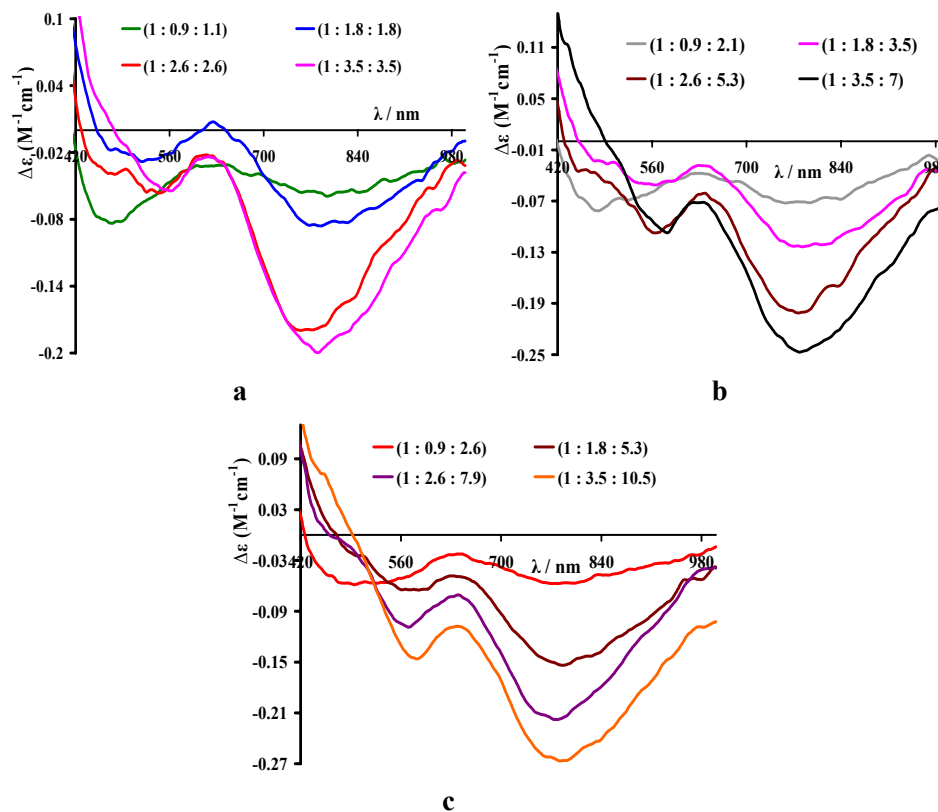 Δε (M⁻¹cm⁻¹)
0.1
0.04
-0.02
-0.08
-0.14
-0.2
(1 : 0.9 : 1.1)
(1 : 1.8 : 1.8)
(1 : 2.6 : 2.6)
(1 : 3.5 : 3.5)
λ / nm
420 560 700 840 980
a
Δε (M⁻¹cm⁻¹)
0.11
0.05
-0.01
-0.07
-0.13
-0.19
-0.25
(1 : 0.9 : 2.1)
(1 : 1.8 : 3.5)
(1 : 2.6 : 5.3)
(1 : 3.5 : 7)
λ / nm
420 560 700 840 980
b
Δε (M⁻¹cm⁻¹)
0.09
0.03
-0.03
-0.09
-0.15
-0.21
-0.27
(1 : 0.9 : 2.6)
(1 : 1.8 : 5.3)
(1 : 2.6 : 7.9)
(1 : 3.5 : 10.5)
420 560 700 840 980
λ / nm
c